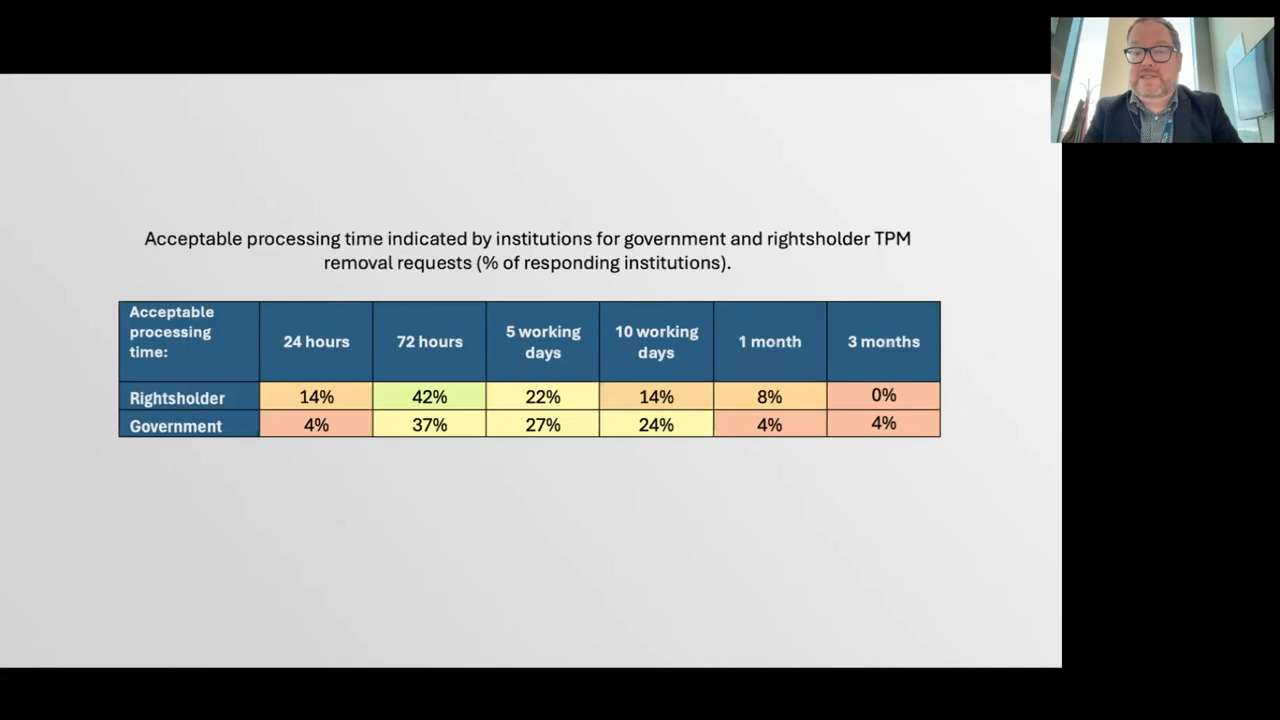 Acceptable processing time indicated by institutions for government and rightsholder TPM
removal requests (% of responding institutions).
Acceptable
processing
time:
24 hours
72 hours
5 working
days
10 working
days
1 month
3 months
Rightsholder 14% 42% 22% 14% 8% 0%
Government 4% 37% 27% 24% 4% 4%